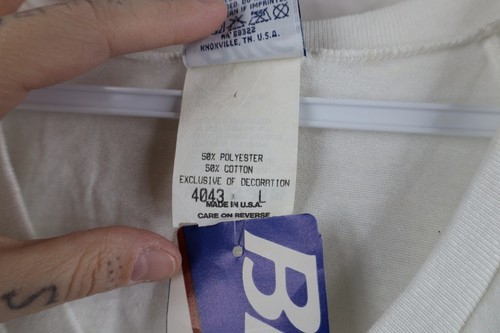 KNOXVILLE, TN. U.S.A.
50% POLYESTER
50% COTTON
EXCLUSIVE OF DECORATION
4043 L
MADE IN U.S.A.
CARE ON REVERSE